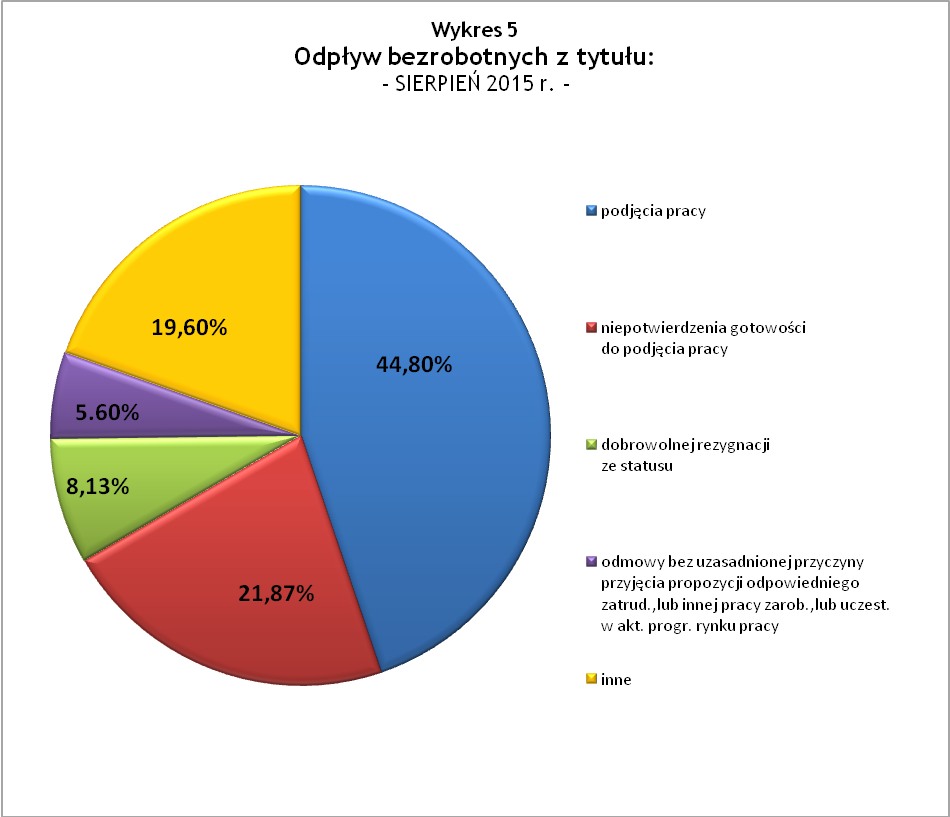 Wykres 5
Odpływ bezrobotnych z tytułu:
- SIERPIEŃ 2015 r. -
podjęcia pracy
niepotwierdzenia gotowości
do podjęcia pracy
dobrowolnej rezygnacji
ze statusu
odmowy bez uzasadnionej przyczyny
przyjęcia propozycji odpowiedniego
zatrud.,lub innej pracy zarob.,lub uczest.
w akt. progr. rynku pracy
inne
19,60%
44,80%
5.60%
8,13%
21,87%